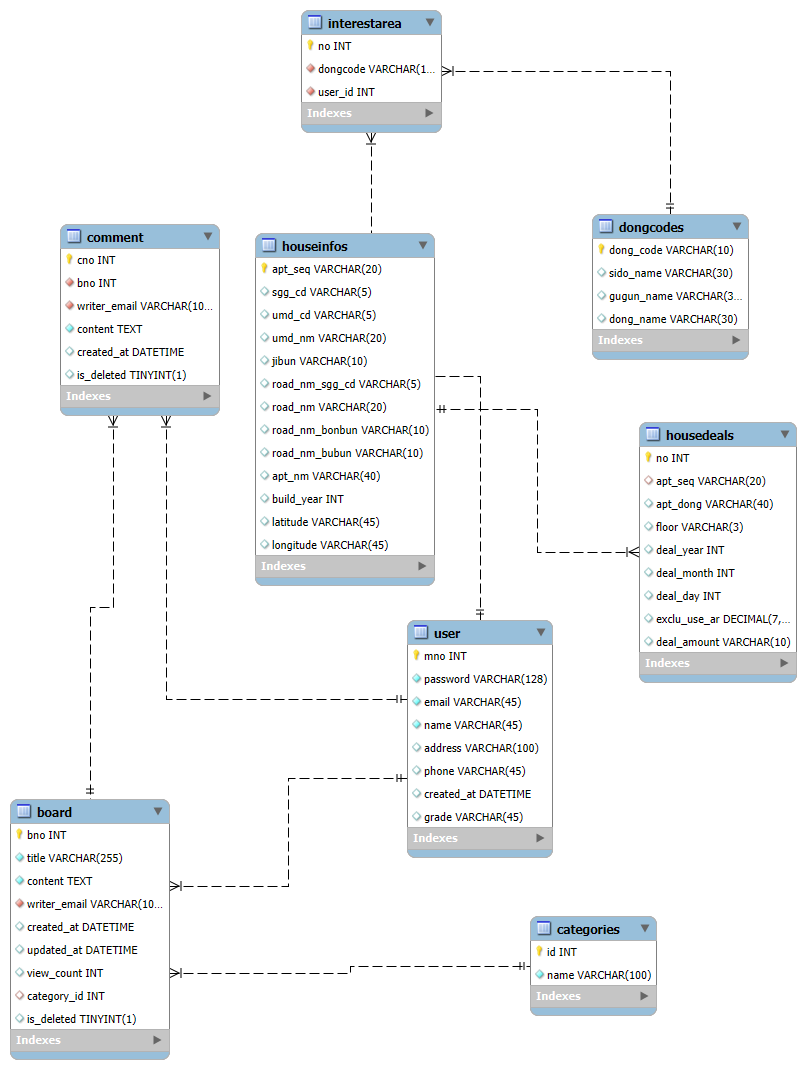 interestarea
no INT
dongcode VARCHAR(1...
user_id INT
Indexes
comment
cno INT
bno INT
writer_email VARCHAR(10...
content TEXT
created_at DATETIME
is_deleted TINYINT(1)
Indexes
houseinfos
apt_seq VARCHAR(20)
sgg_cd VARCHAR(5)
umd_cd VARCHAR(5)
umd_nm VARCHAR(20)
jibun VARCHAR(10)
road_nm_sgg_cd VARCHAR(5)
road_nm VARCHAR(20)
road_nm_bonbun VARCHAR(10)
road_nm_bubun VARCHAR(10)
apt_nm VARCHAR(40)
build_year INT
latitude VARCHAR(45)
longitude VARCHAR(45)
Indexes
dongcodes
dong_code VARCHAR(10)
sido_name VARCHAR(30)
gugun_name VARCHAR(3...
dong_name VARCHAR(30)
Indexes
housedeals
no INT
apt_seq VARCHAR(20)
apt_dong VARCHAR(40)
floor VARCHAR(3)
deal_year INT
deal_month INT
deal_day INT
exclu_use_ar DECIMAL(7,...
deal_amount VARCHAR(10)
Indexes
user
mno INT
password VARCHAR(128)
email VARCHAR(45)
name VARCHAR(45)
address VARCHAR(100)
phone VARCHAR(45)
created_at DATETIME
grade VARCHAR(45)
Indexes
board
bno INT
title VARCHAR(255)
content TEXT
writer_email VARCHAR(10...
created_at DATETIME
updated_at DATETIME
view_count INT
category_id INT
is_deleted TINYINT(1)
Indexes
categories
id INT
name VARCHAR(100)
Indexes